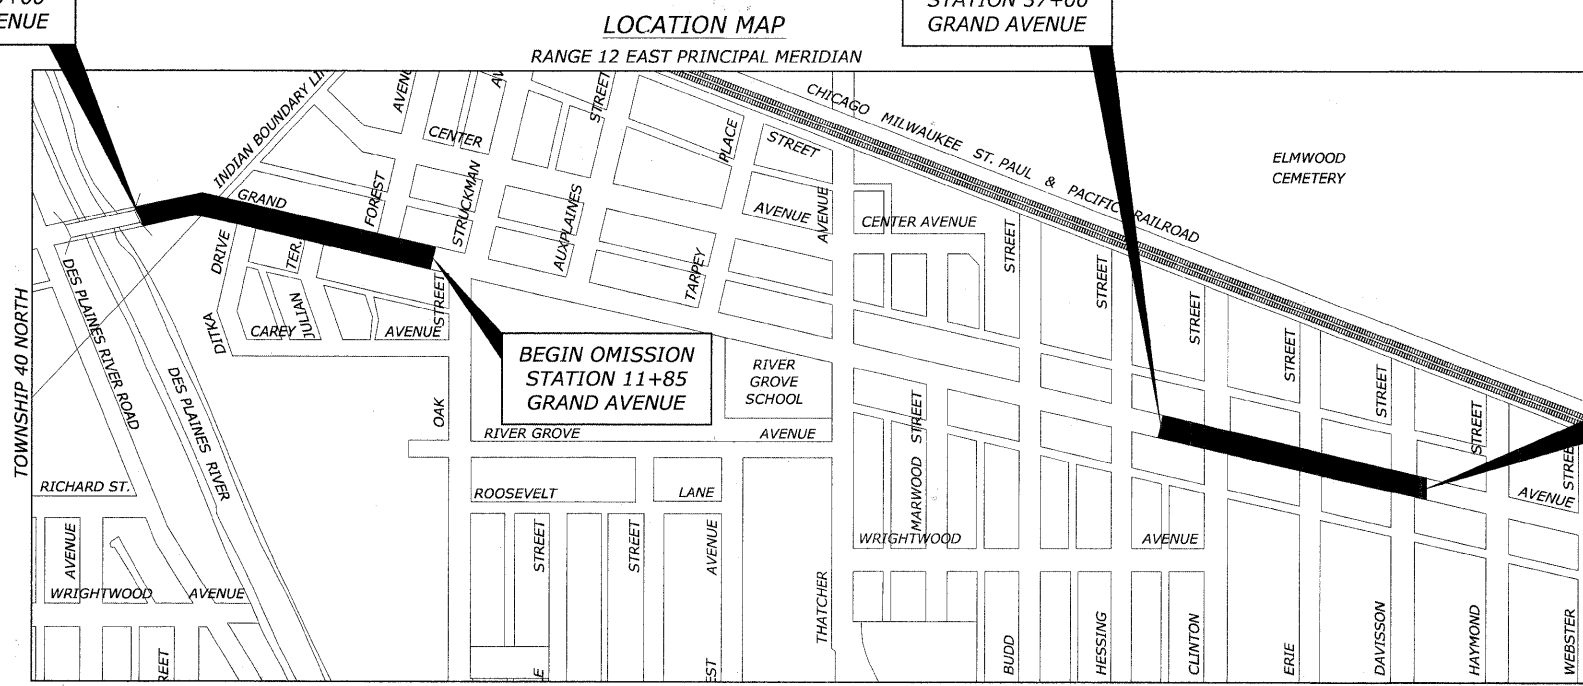 ENUE
LOCATION MAP
RANGE 12 EAST PRINCIPAL MERIDIAN
STATION 37+00
GRAND AVENUE
TOWNSHIP 40 NORTH
INDIAN BOUNDARY
CENTER
STREET
PLACE
STREET
CHICAGO MILWAUKEE ST. PAUL & PACIFIC RAILROAD
ELMWOOD
CEMETERY
GRAND
FOREST
STRUCKMAN
AUXPLAINES
TARPEY
AVENUE
AVENUE
CENTER AVENUE
STREET
STREET
STREET
STREET
STREET
STREET
DRIVE
DITKA
TER.
JULIAN
CAREY
AVENUE
STREET
OAK
DES PLAINES RIVER ROAD
DES PLAINES RIVER
BEGIN OMISSION
STATION 11+85
GRAND AVENUE
RIVER
GROVE
SCHOOL
RIVER GROVE AVENUE
RICHARD ST.
ROOSEVELT LANE
MARWOOD STREET
AVENUE
WRIGHTWOOD AVENUE
AVENUE
STREET
STREET
AVENUE
WRIGHTWOOD AVENUE
THATCHER
BUDD
HESSING
CLINTON
ERIE
DAVISSON
HAYMOND
WEBSTER
REET
EST